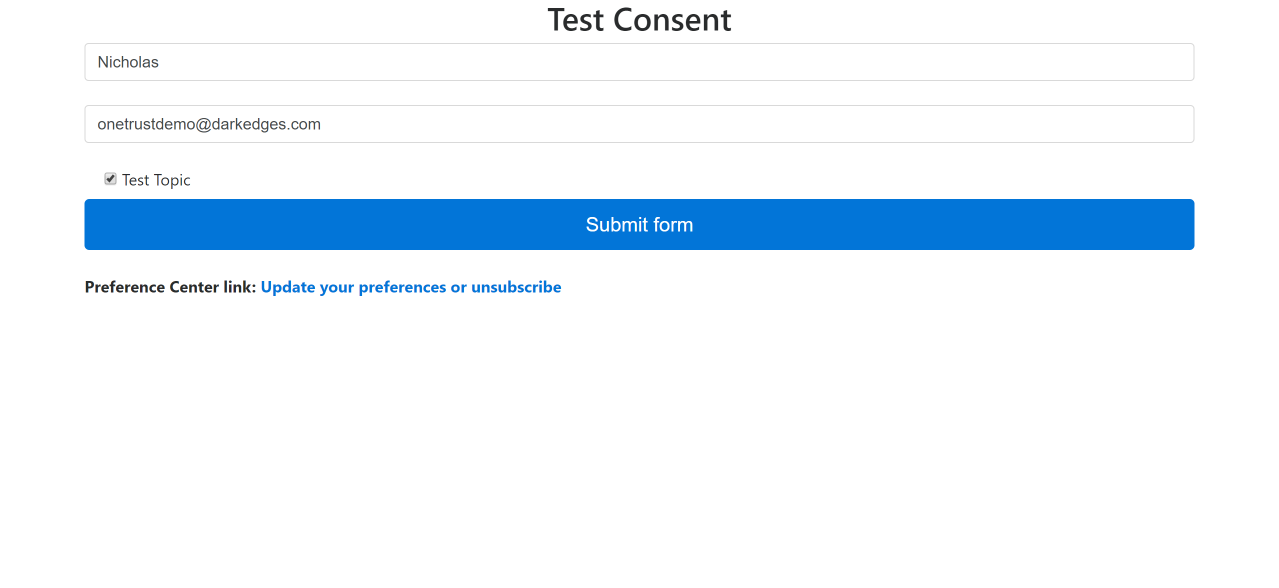 Test Consent
Nicholas
onetrustdemo@darkedges.com
Test Topic
Submit form
Preference Center link: Update your preferences or unsubscribe